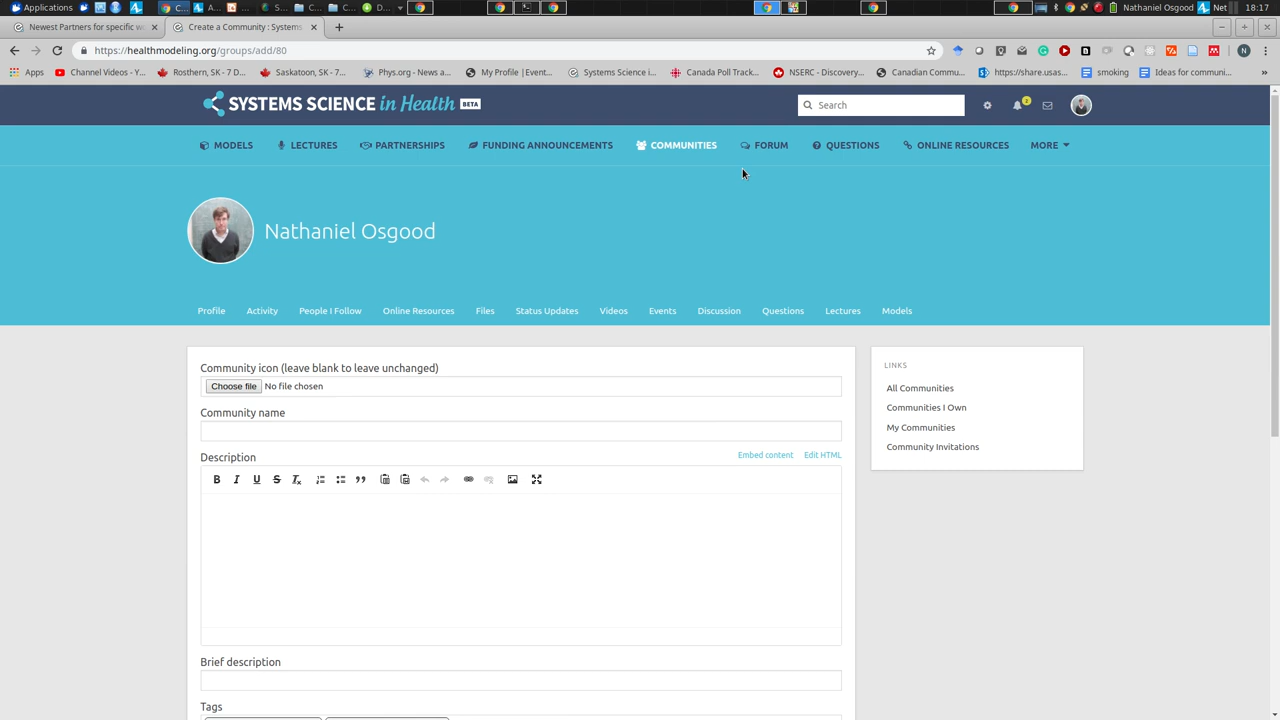 Applications
Nathaniel Osgood
Net
18:17
Newest Partners for specific w
Create a Community : Systems
https://healthmodeling.org/groups/add/80
Apps
Channel Videos - Y...
Rosthern, SK - 7 D...
Saskatoon, SK - 7...
Phys.org - News a...
My Profile |Event...
Systems Science i...
Canada Poll Track...
NSERC - Discovery...
Canadian Commu...
https://share.usas...
smoking
Ideas for communi...
»
SYSTEMS SCIENCE in Health BETA
Search
MODELS
LECTURES
PARTNERSHIPS
FUNDING ANNOUNCEMENTS
COMMUNITIES
FORUM
QUESTIONS
ONLINE RESOURCES
MORE
Nathaniel Osgood
Profile
Activity
People I Follow
Online Resources
Files
Status Updates
Videos
Events
Discussion
Questions
Lectures
Models
Community icon (leave blank to leave unchanged)
Choose file No file chosen
Community name
Description
Embed content
Edit HTML
B I U S
Brief description
Tags
LINKS
All Communities
Communities I Own
My Communities
Community Invitations